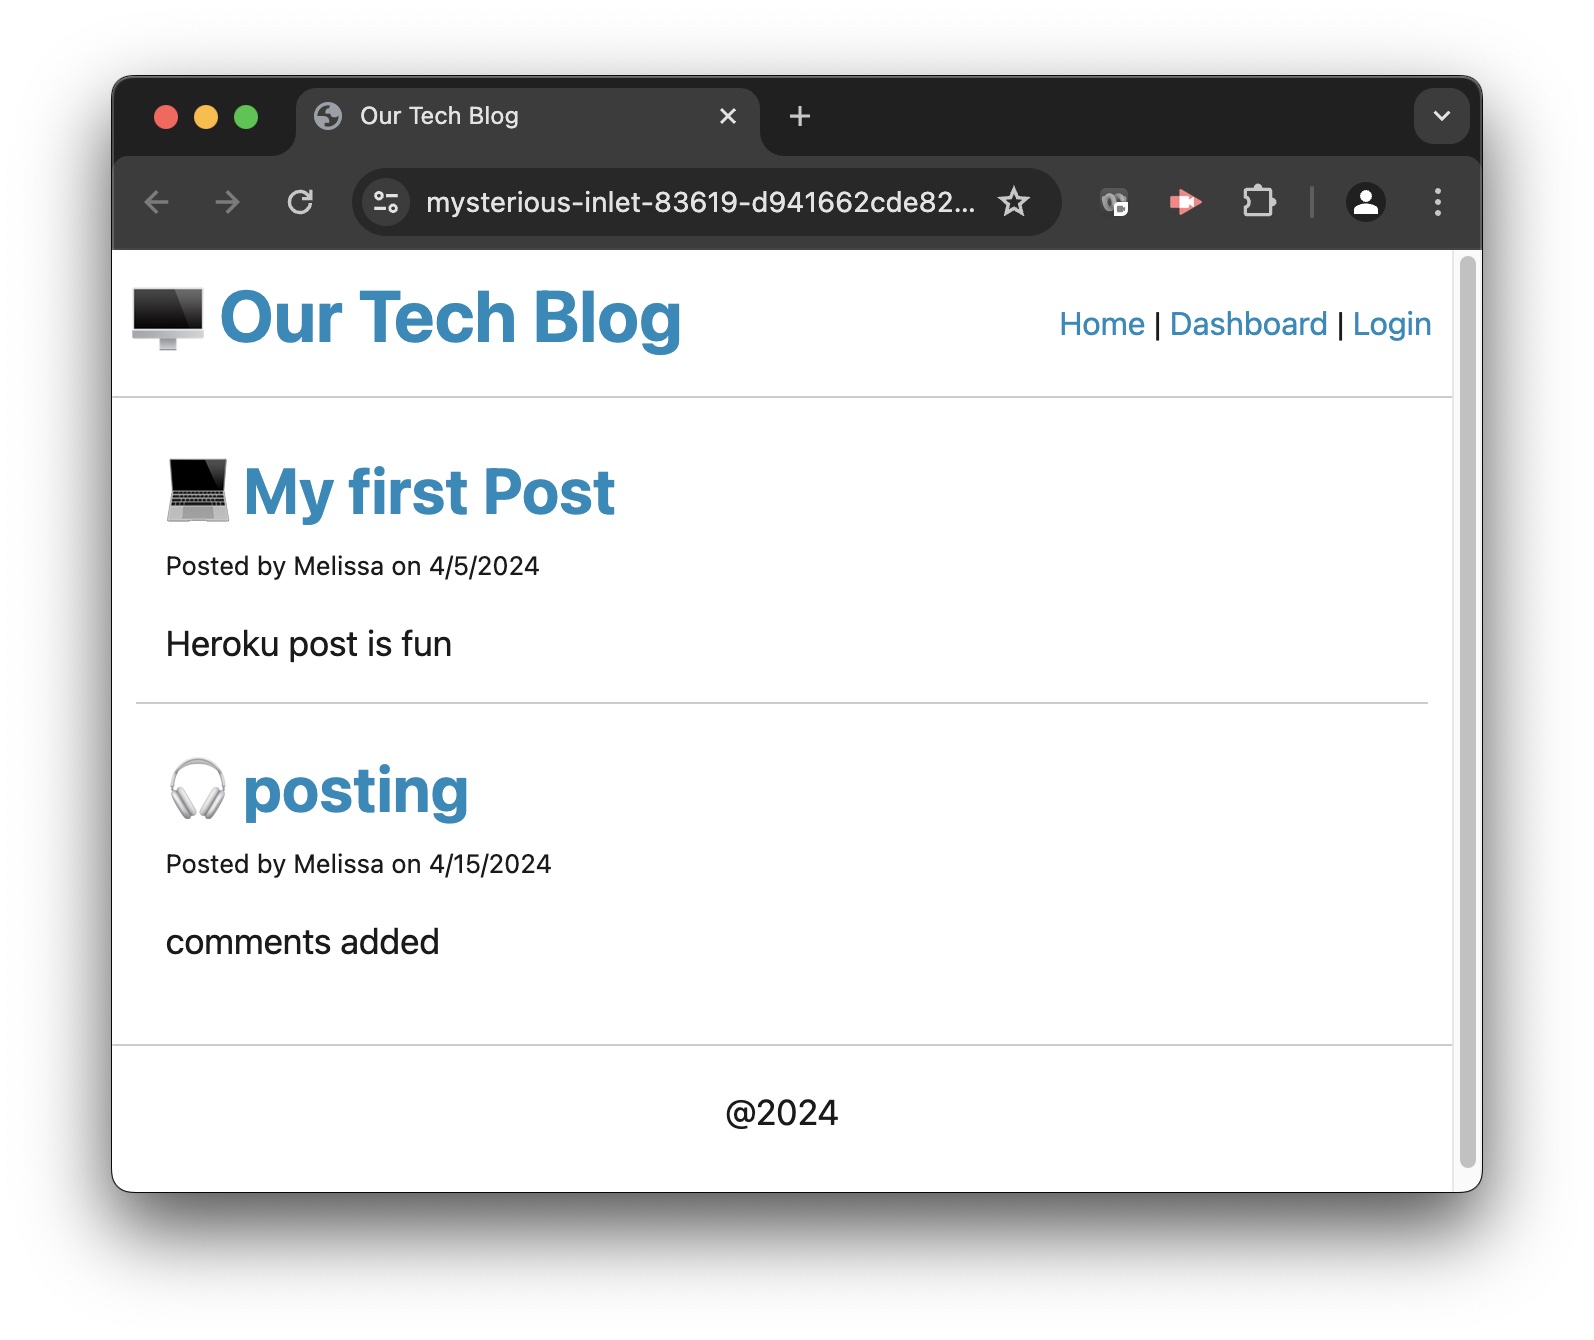 Our Tech Blog
mysterious-inlet-83619-d941662cde82...
Our Tech Blog
Home | Dashboard | Login
My first Post
Posted by Melissa on 4/5/2024
Heroku post is fun
posting
Posted by Melissa on 4/15/2024
comments added
@2024